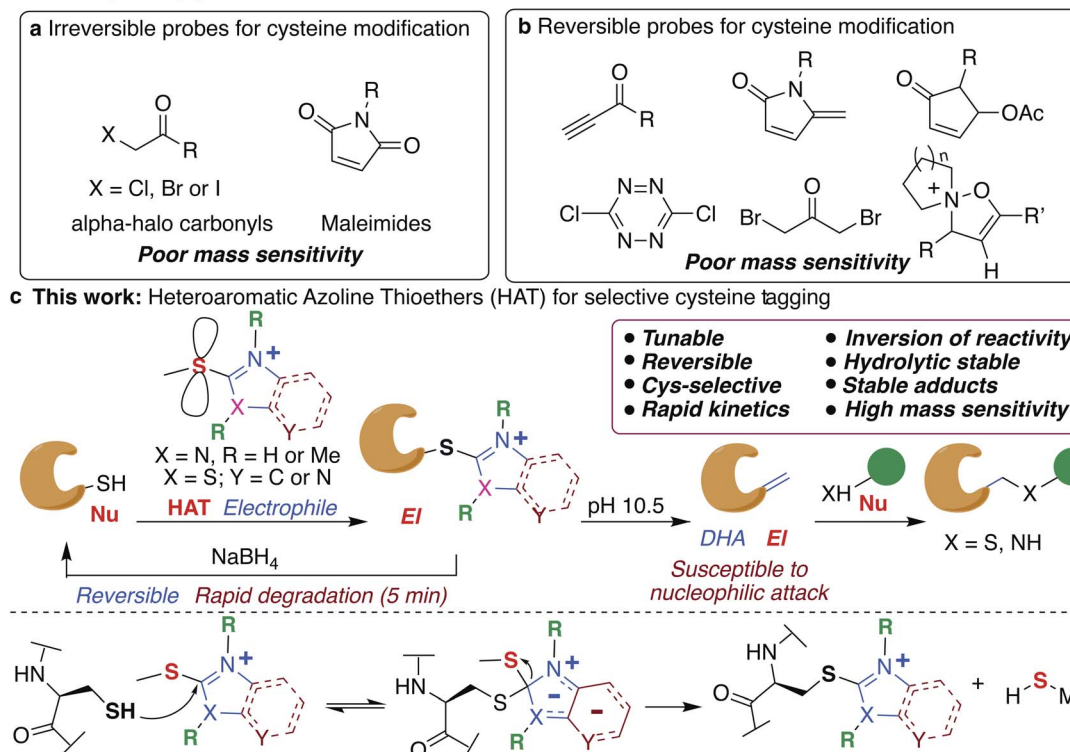 a Irreversible probes for cysteine modification
O
X
R
X = Cl, Br or I
alpha-halo carbonyls
R
N
O
O
Maleimides
Poor mass sensitivity
b Reversible probes for cysteine modification
O
R
R
O
N
R
O
OAc
N N
Cl
Cl
N N
O
Br
Br
( ) n
+
N O
R'
R
H
Poor mass sensitivity
c This work: Heteroaromatic Azoline Thioethers (HAT) for selective cysteine tagging
R
S
N +
X
R
Y
X = N, R = H or Me
X = S; Y = C or N
SH
Nu
HAT Electrophile
NaBH4
Reversible Rapid degradation (5 min)
R
S
N +
X
R
Y
El
pH 10.5
● Tunable
● Reversible
● Cys-selective
● Rapid kinetics
● Inversion of reactivity
● Hydrolytic stable
● Stable adducts
● High mass sensitivity
DHA El
Susceptible to
nucleophilic attack
XH
Nu
X
X = S, NH
HN
O
SH
R
S
N +
X
R
Y
HN
O
S
S
R
N +
-
-
X
R
Y
HN
O
S
R
N +
X
R
Y
+
H S M